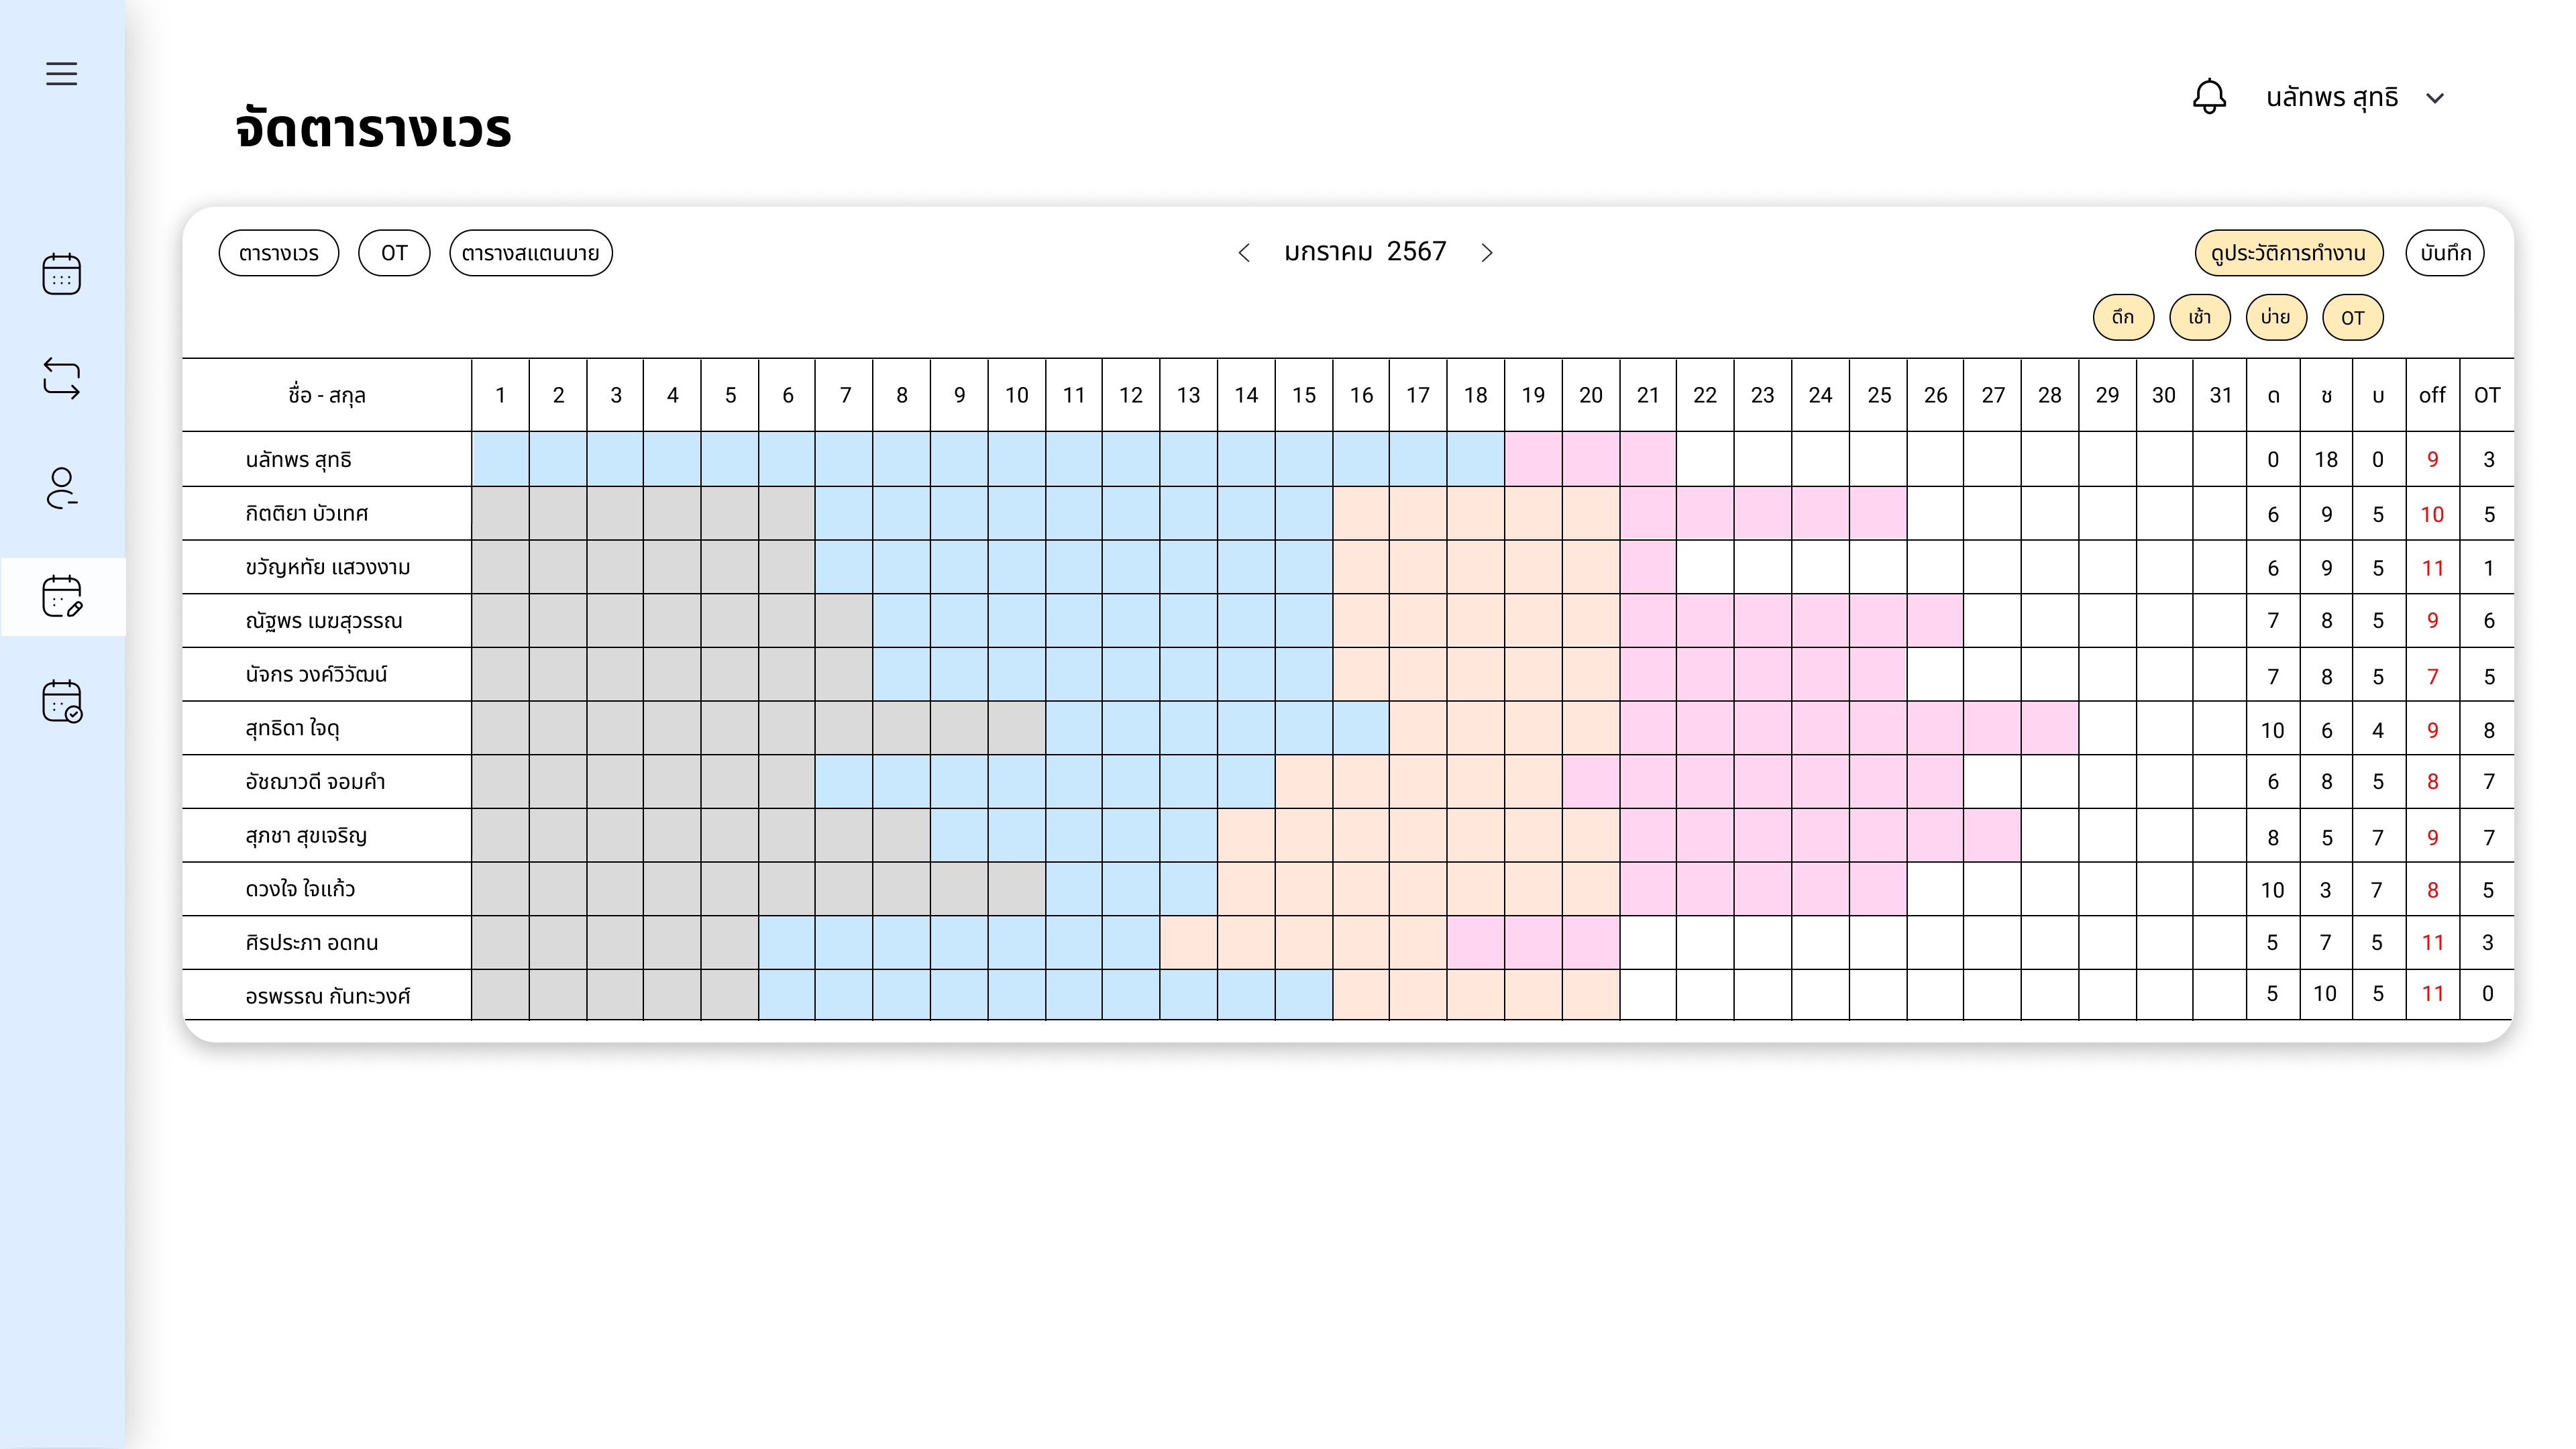 นลัทพร สุทธิ
จัดตารางเวร
ตารางเวร OT ตารางสแตนบาย มกราคม 2567 ดูประวัติการทำงาน บันทึก
ดึก เช้า บ่าย OT
ชื่อ - สกุล 1 2 3 4 5 6 7 8 9 10 11 12 13 14 15 16 17 18 19 20 21 22 23 24 25 26 27 28 29 30 31 ด ช บ off OT
นลัทพร สุทธิ 0 18 0 9 3
กิตติยา บัวเทศ 6 9 5 10 5
ขวัญหทัย แสวงงาม 6 9 5 11 1
ณัฐพร เมฆสุวรรณ 7 8 5 9 6
นัจกร วงค์วิวัฒน์ 7 8 5 7 5
สุทธิดา ใจดุ 10 6 4 9 8
อัชฌาวดี จอมคำ 6 8 5 8 7
สุภชา สุขเจริญ 8 5 7 9 7
ดวงใจ ใจแก้ว 10 3 7 8 5
ศิรประภา อดทน 5 7 5 11 3
อรพรรณ กันทะวงศ์ 5 10 5 11 0